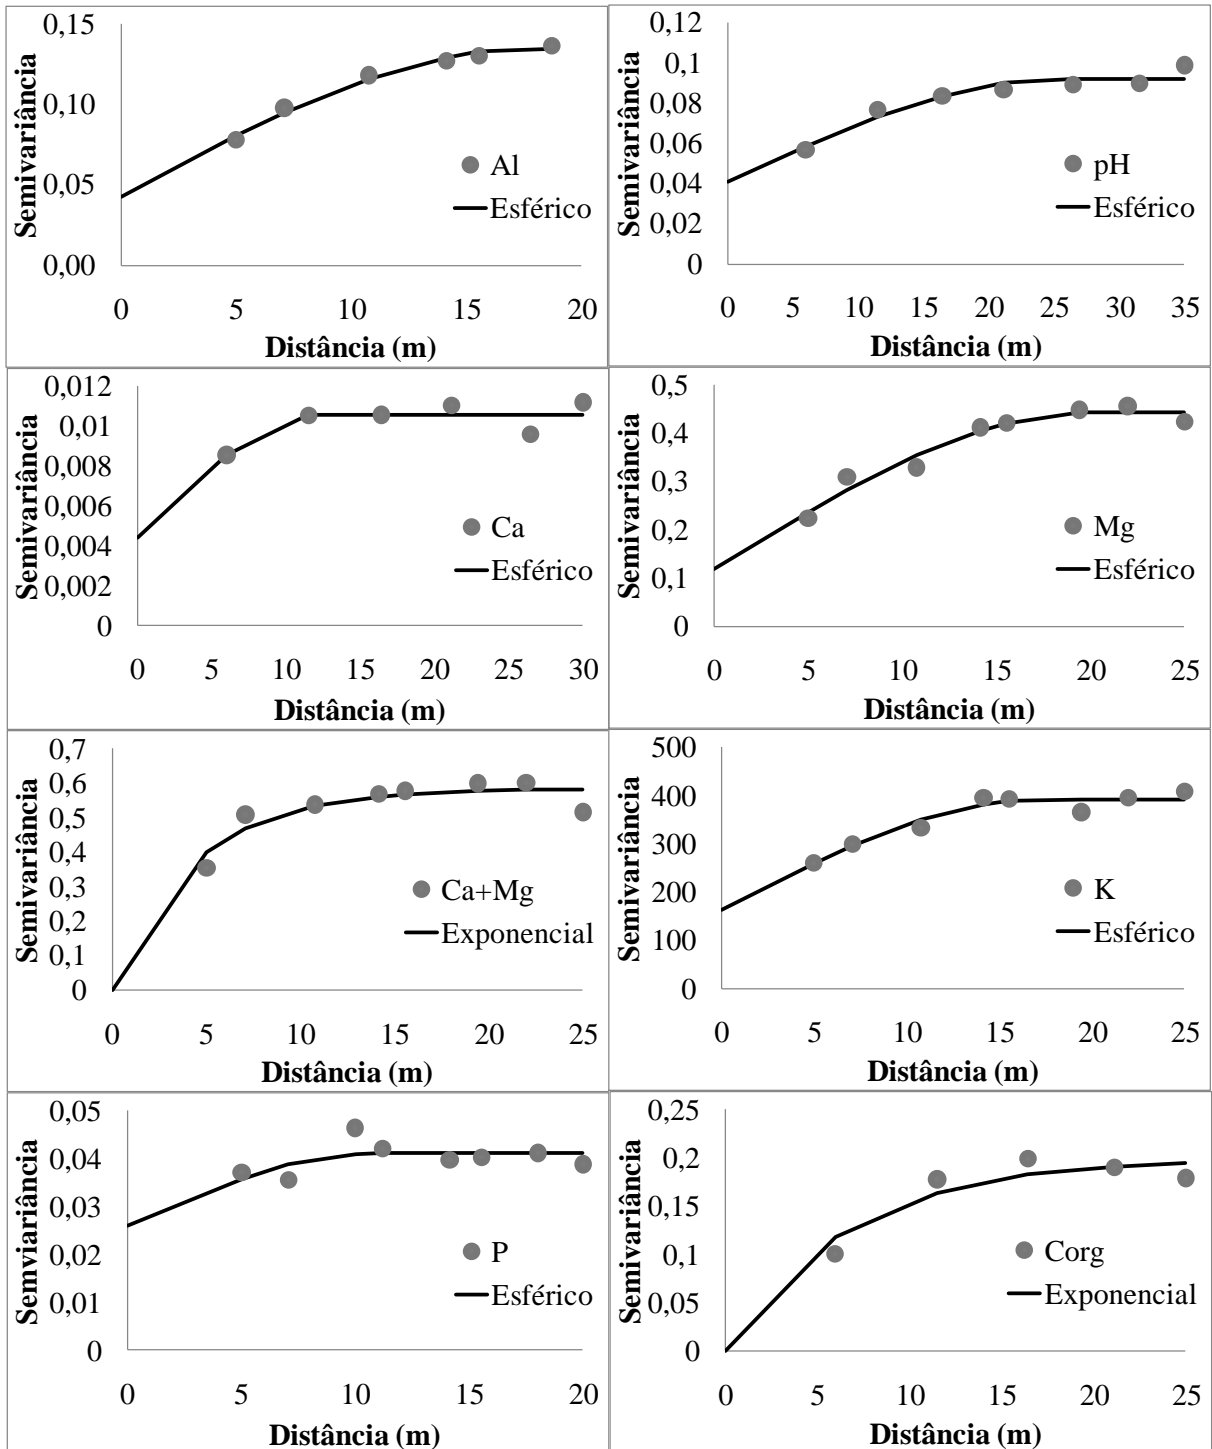 0,15
0,10
0,05
0,00
Semivariância
Al
Esférico
0 5 10 15 20
Distância (m)
0,12
0,1
0,08
0,06
0,04
0,02
0
Semivariância
pH
Esférico
0 5 10 15 20 25 30 35
Distância (m)
0,012
0,01
0,008
0,006
0,004
0,002
0
Semivariância
Ca
Esférico
0 5 10 15 20 25 30
Distância (m)
0,5
0,4
0,3
0,2
0,1
0
Semivariância
Mg
Esférico
0 5 10 15 20 25
Distância (m)
0,7
0,6
0,5
0,4
0,3
0,2
0,1
0
Semivariância
Ca+Mg
Exponencial
0 5 10 15 20 25
Distância (m)
500
400
300
200
100
0
Semivariância
K
Esférico
0 5 10 15 20 25
Distância (m)
0,05
0,04
0,03
0,02
0,01
0
Semviariância
P
Esférico
0 5 10 15 20
Distância (m)
0,25
0,2
0,15
0,1
0,05
0
Semivariância
Corg
Exponencial
0 5 10 15 20 25
Distância (m)